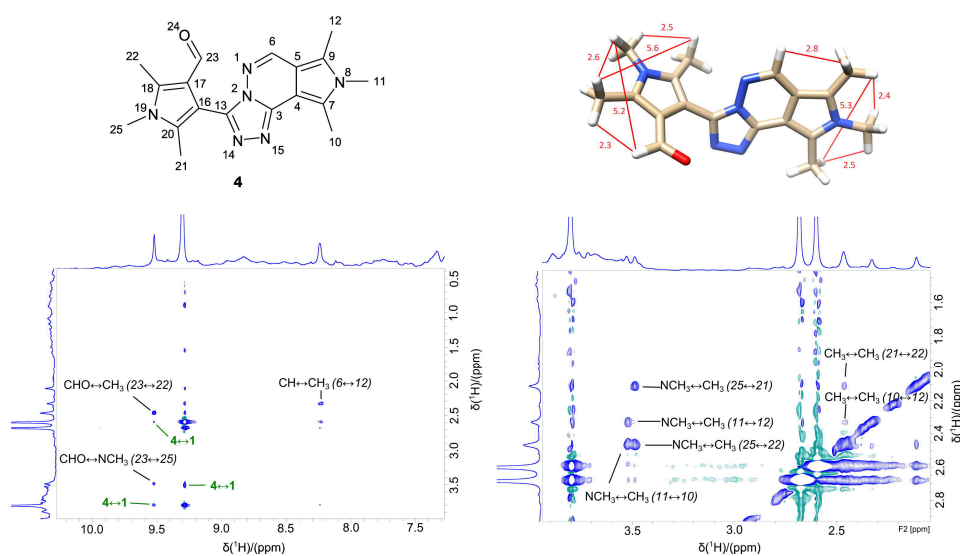 24
O
23
22
18
17
16
19
N
25
20
21
13
14
N
N
15
2
N
1
N
3
4
5
6
7
8
N
9
10
11
12
4
2.5
2.6
5.6
5.2
2.3
2.8
5.3
2.4
2.5
CHO↔CH3 (23↔22)
4↔1
CHO↔NCH3 (23↔25)
4↔1
4↔1
CH↔CH3 (6↔12)
0.5
1.0
1.5
2.0
2.5
3.0
3.5
δ(1H)/(ppm)
10.0
9.5
9.0
8.5
8.0
7.5
δ(1H)/(ppm)
CH3↔CH3 (21↔22)
NCH3↔CH3 (25↔21)
CH3↔CH3 (10↔12)
NCH3↔CH3 (11↔12)
NCH3↔CH3 (25↔22)
NCH3↔CH3 (11↔10)
1.6
1.8
2.0
2.2
2.4
2.6
2.8
δ(1H)/(ppm)
3.5
3.0
2.5
F2 [ppm]
δ(1H)/(ppm)